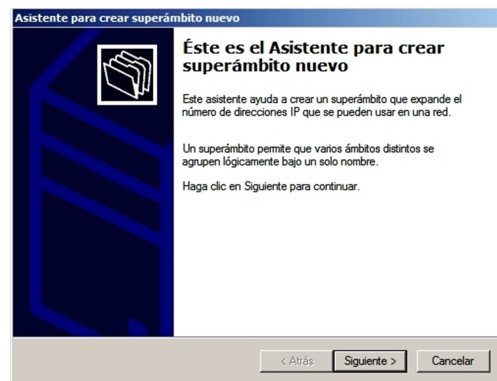 Asistente para crear superámbito nuevo
Éste es el Asistente para crear
superámbito nuevo
Este asistente ayuda a crear un superámbito que expande el
número de direcciones IP que se pueden usar en una red.
Un superámbito permite que varios ámbitos distintos se
agrupen lógicamente bajo un solo nombre.
Haga clic en Siguiente para continuar.
< Atrás Siguiente > Cancelar